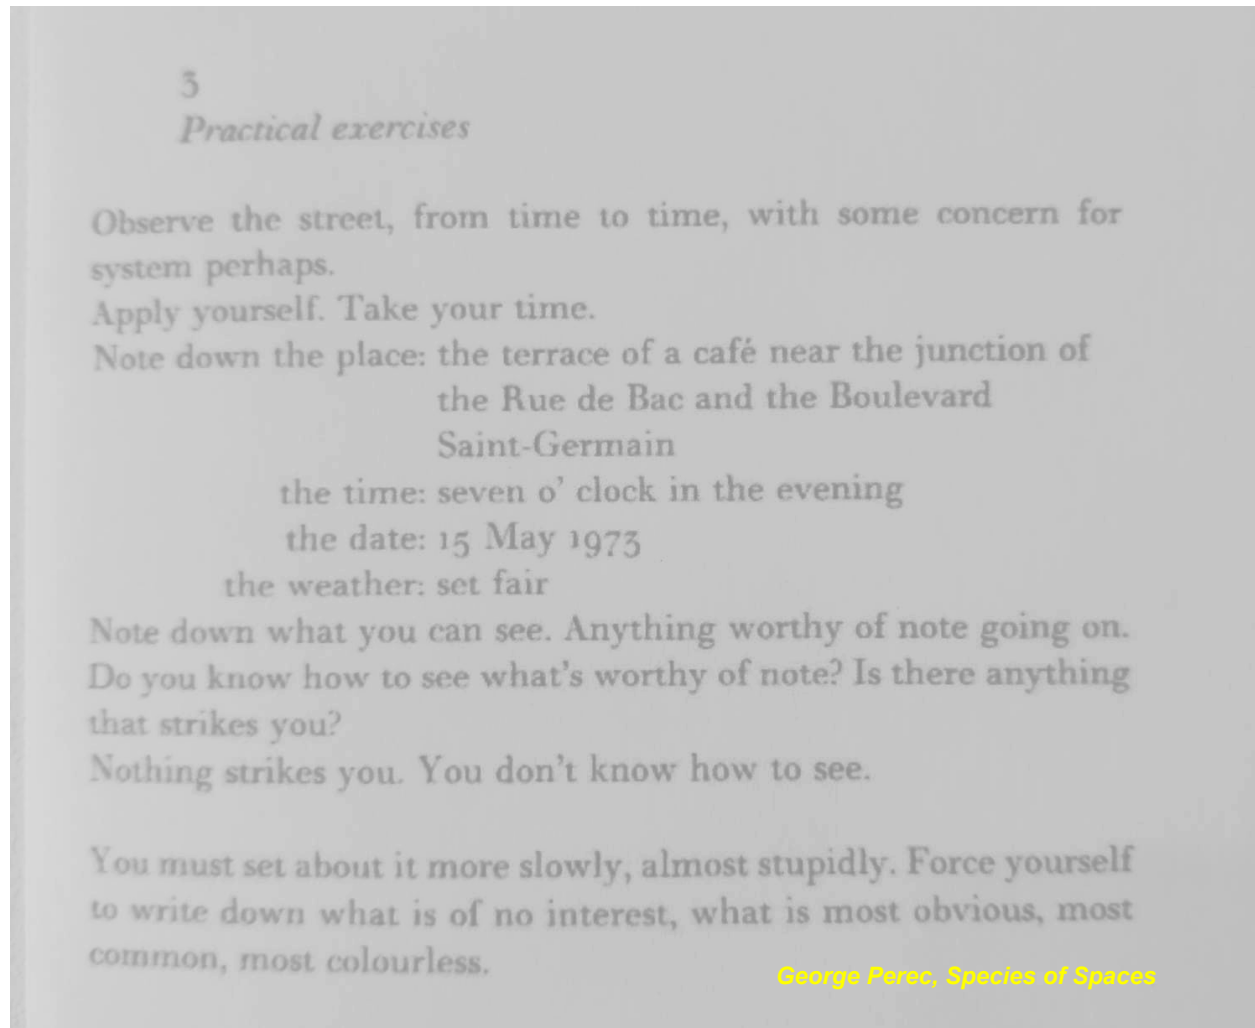 3
Practical exercises
Observe the street, from time to time, with some concern for
system perhaps.
Apply yourself. Take your time.
Note down the place: the terrace of a café near the junction of
the Rue de Bac and the Boulevard
Saint-Germain
the time: seven o' clock in the evening
the date: 15 May 1973
the weather: set fair
Note down what you can see. Anything worthy of note going on.
Do you know how to see what's worthy of note? Is there anything
that strikes you?
Nothing strikes you. You don't know how to see.
You must set about it more slowly, almost stupidly. Force yourself
to write down what is of no interest, what is most obvious, most
common, most colourless.
George Perec, Species of Spaces